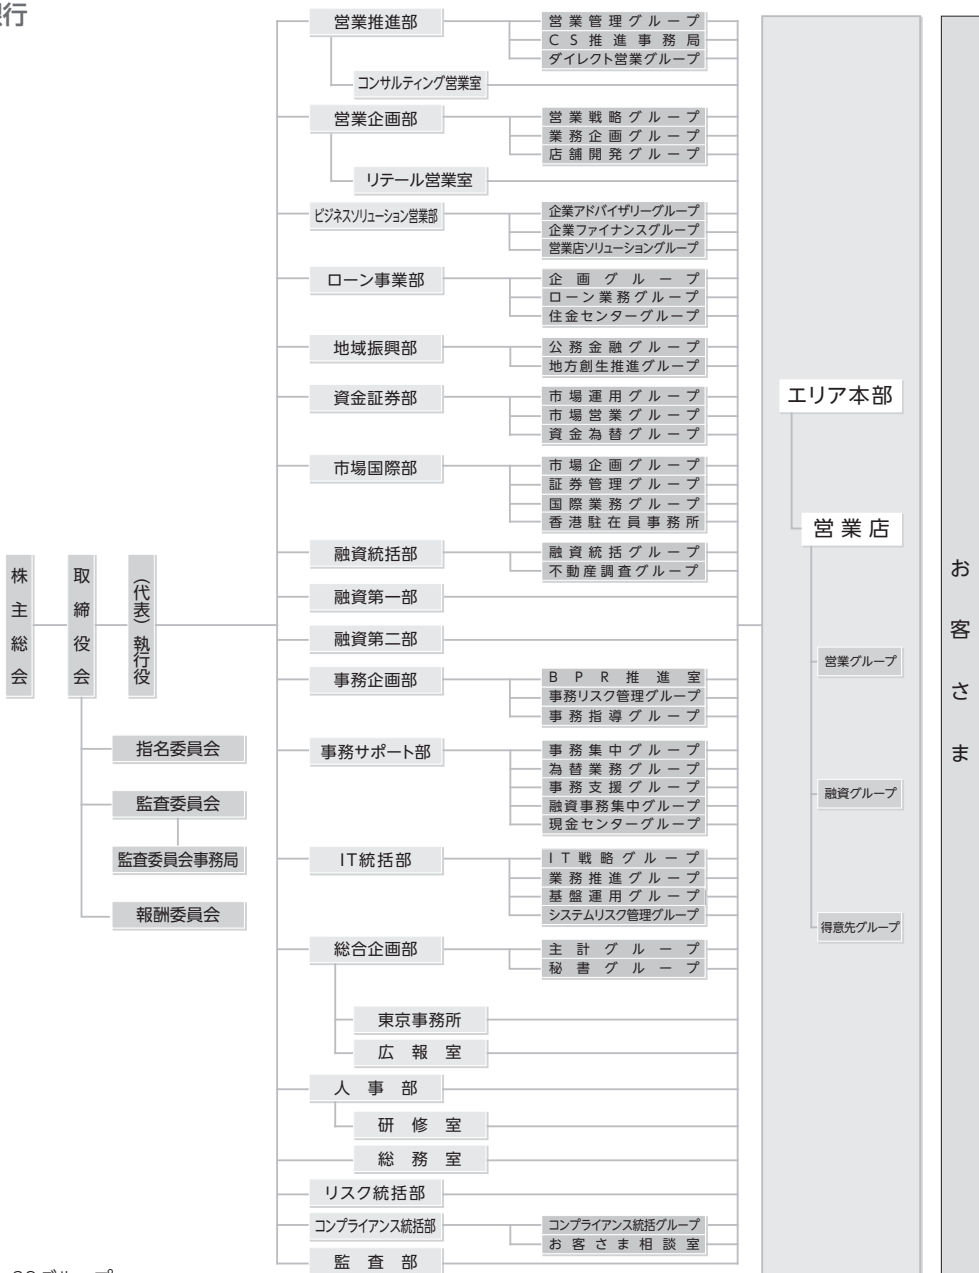 銀行
営業推進部
営業管理グループ
CS推進事務局
ダイレクト営業グループ
コンサルティング営業室
営業企画部
営業戦略グループ
業務企画グループ
店舗開発グループ
リテール営業室
ビジネスソリューション営業部
企業アドバイザリーグループ
企業ファイナンスグループ
営業店ソリューショングループ
ローン事業部
企画グループ
ローン業務グループ
住金センターグループ
地域振興部
公務金融グループ
地方創生推進グループ
資金証券部
市場運用グループ
市場営業グループ
資金為替グループ
市場国際部
市場企画グループ
証券管理グループ
国際業務グループ
香港駐在員事務所
融資統括部
融資統括グループ
不動産調査グループ
融資第一部
融資第二部
事務企画部
BPR推進室
事務リスク管理グループ
事務指導グループ
事務サポート部
事務集中グループ
為替業務グループ
事務支援グループ
融資事務集中グループ
現金センターグループ
IT統括部
IT戦略グループ
業務推進グループ
基盤運用グループ
システムリスク管理グループ
総合企画部
主計グループ
秘書グループ
東京事務所
広報室
人事部
研修室
総務室
リスク統括部
コンプライアンス統括部
コンプライアンス統括グループ
お客さま相談室
監査部
株主総会
取締役会
(代表)執行役
指名委員会
監査委員会
監査委員会事務局
報酬委員会
エリア本部
営業店
営業グループ
融資グループ
得意先グループ
お客さま